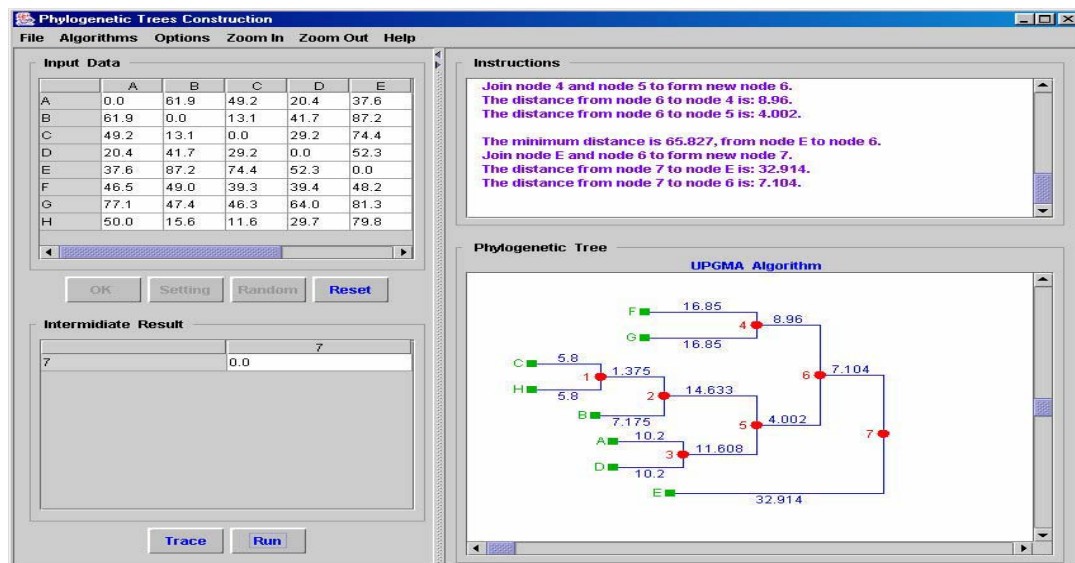 Phylogenetic Trees Construction
File Algorithms Options Zoom In Zoom Out Help
Input Data
A B C D E
A 0.0 61.9 49.2 20.4 37.6
B 61.9 0.0 13.1 41.7 87.2
C 49.2 13.1 0.0 29.2 74.4
D 20.4 41.7 29.2 0.0 52.3
E 37.6 87.2 74.4 52.3 0.0
F 46.5 49.0 39.3 39.4 48.2
G 77.1 47.4 46.3 64.0 81.3
H 50.0 15.6 11.6 29.7 79.8
OK Setting Random Reset
Intermidiate Result
7
7 0.0
Trace Run
Instructions
Join node 4 and node 5 to form new node 6.
The distance from node 6 to node 4 is: 8.96.
The distance from node 6 to node 5 is: 4.002.
The minimum distance is 65.827, from node E to node 6.
Join node E and node 6 to form new node 7.
The distance from node 7 to node E is: 32.914.
The distance from node 7 to node 6 is: 7.104.
Phylogenetic Tree
UPGMA Algorithm
F 16.85
4 8.96
G 16.85
C 5.8
1 1.375
6 7.104
H 5.8
2 14.633
B 7.175
5 4.002
7
A 10.2
3 11.608
D 10.2
E 32.914